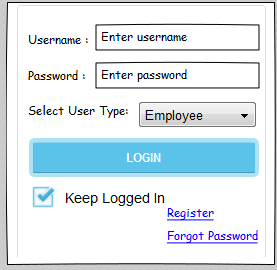 Username : Enter username
Password : Enter password
Select User Type: Employee
LOGIN
Keep Logged In
Register
Forgot Password